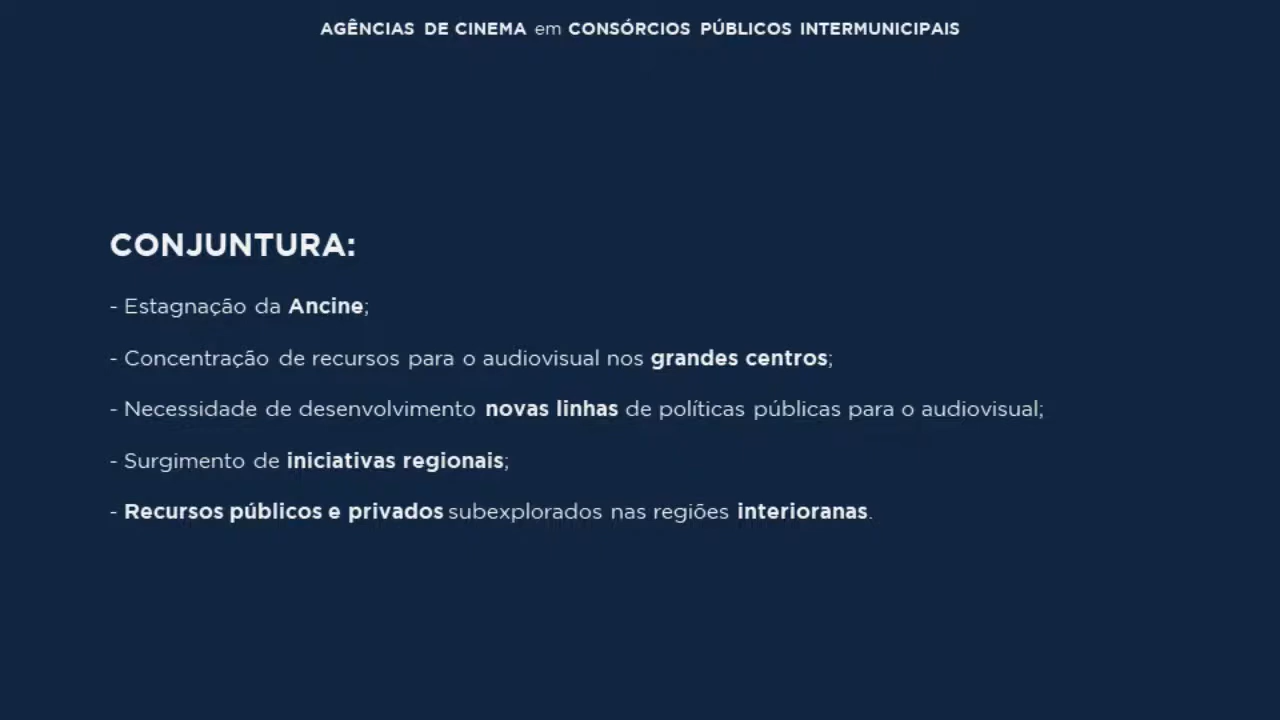 AGÊNCIAS DE CINEMA em CONSÓRCIOS PÚBLICOS INTERMUNICIPAIS
CONJUNTURA:
- Estagnação da Ancine;
- Concentração de recursos para o audiovisual nos grandes centros;
- Necessidade de desenvolvimento novas linhas de políticas públicas para o audiovisual;
- Surgimento de iniciativas regionais;
- Recursos públicos e privados subexplorados nas regiões interioranas.